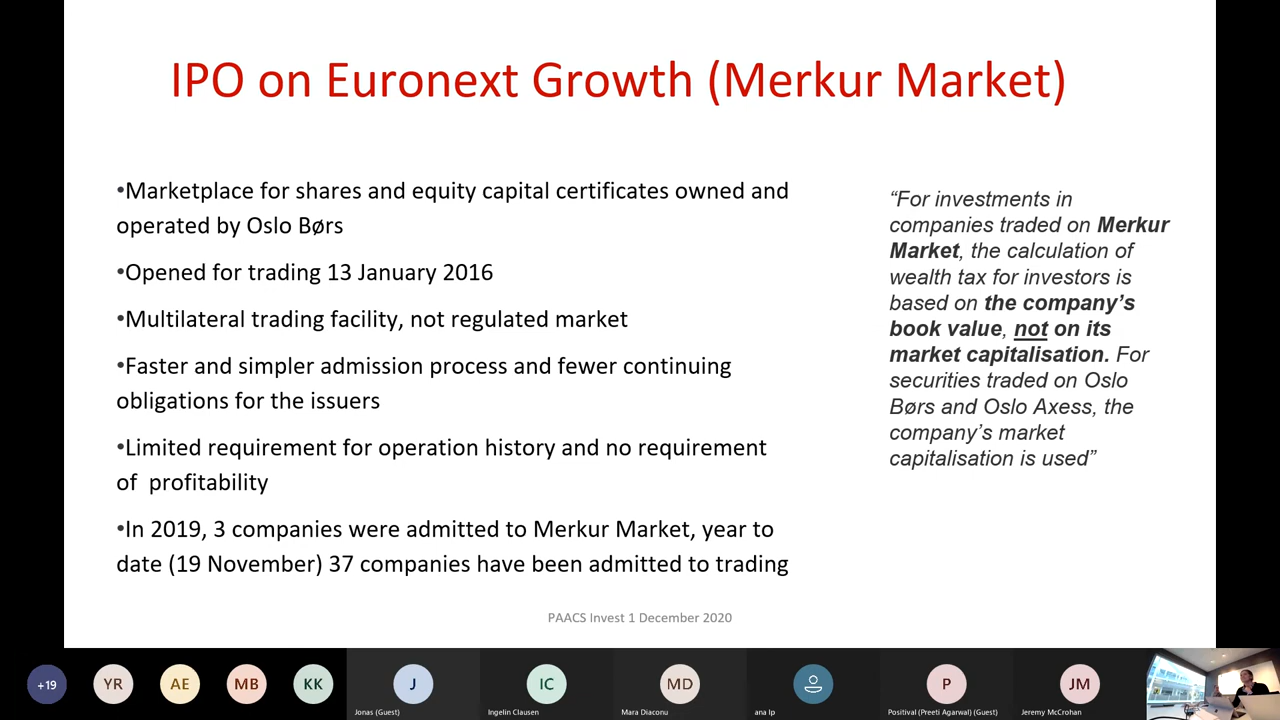 IPO on Euronext Growth (Merkur Market)
•Marketplace for shares and equity capital certificates owned and
operated by Oslo Børs
•Opened for trading 13 January 2016
•Multilateral trading facility, not regulated market
•Faster and simpler admission process and fewer continuing
obligations for the issuers
•Limited requirement for operation history and no requirement
of profitability
•In 2019, 3 companies were admitted to Merkur Market, year to
date (19 November) 37 companies have been admitted to trading
“For investments in
companies traded on Merkur
Market, the calculation of
wealth tax for investors is
based on the company’s
book value, not on its
market capitalisation. For
securities traded on Oslo
Børs and Oslo Axess, the
company’s market
capitalisation is used”
PAACS Invest 1 December 2020
+19
YR
AE
MB
KK
J
IC
MD
P
JM
Jonas (Guest)
Ingelin Clausen
Mara Diaconu
ana Ip
Positival (Preeti Agarwal) (Guest)
Jeremy McCrohan